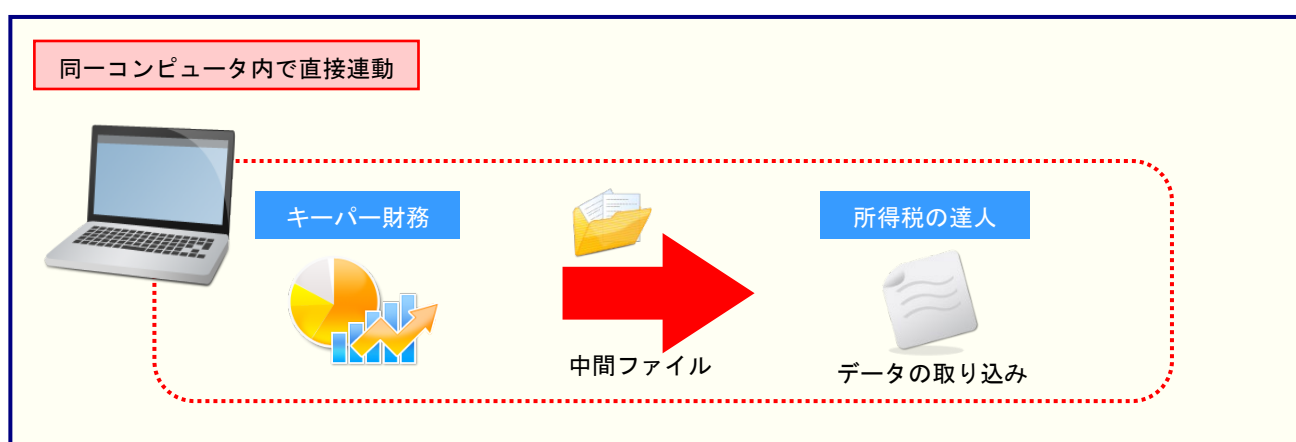 同一コンピュータ内で直接連動
キーパー財務
所得税の達人
中間ファイル
データの取り込み